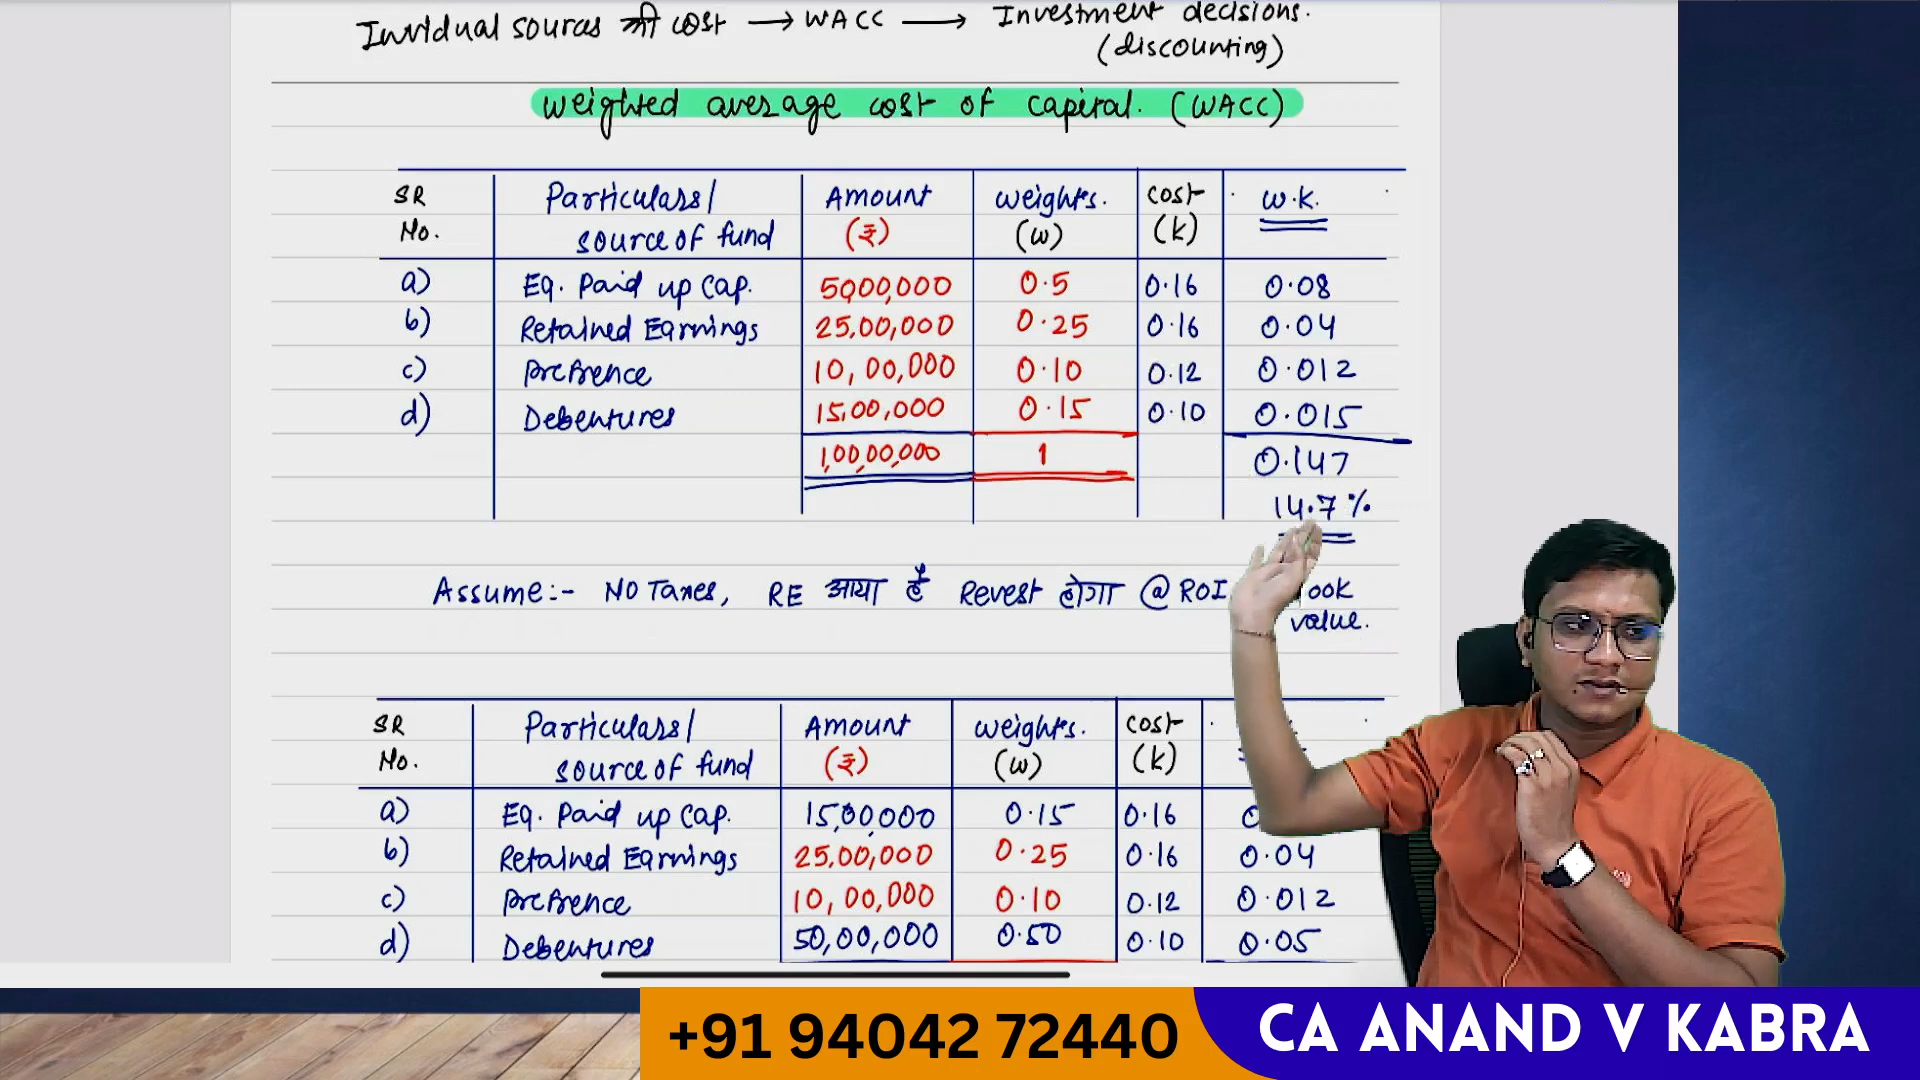 Invidual sources की cost → WACC → Investment decisions.
(discounting)
weighted average cost of capital. (WACC)
SR No. Particulars/ source of fund Amount (₹) weights. (w) cost (k) w.k.
a) Eq. Paid up cap. 5000,000 0.5 0.16 0.08
b) Retained Earnings 25,00,000 0.25 0.16 0.04
c) Prefrence 10,00,000 0.10 0.12 0.012
d) Debentures 15,00,000 0.15 0.10 0.015
1,00,00,000 1 0.147
14.7%
Assume:- No Taxes, RE आया है Revest होगा @ ROI
value.
SR No. Particulars/ source of fund Amount (₹) weights. (w) cost (k)
a) Eq. Paid up cap. 15,00,000 0.15 0.16
b) Retained Earnings 25,00,000 0.25 0.16 0.04
c) Prefrence 10,00,000 0.10 0.12 0.012
d) Debentures 50,00,000 0.50 0.10 0.05
+91 94042 72440
CA ANAND V KABRA